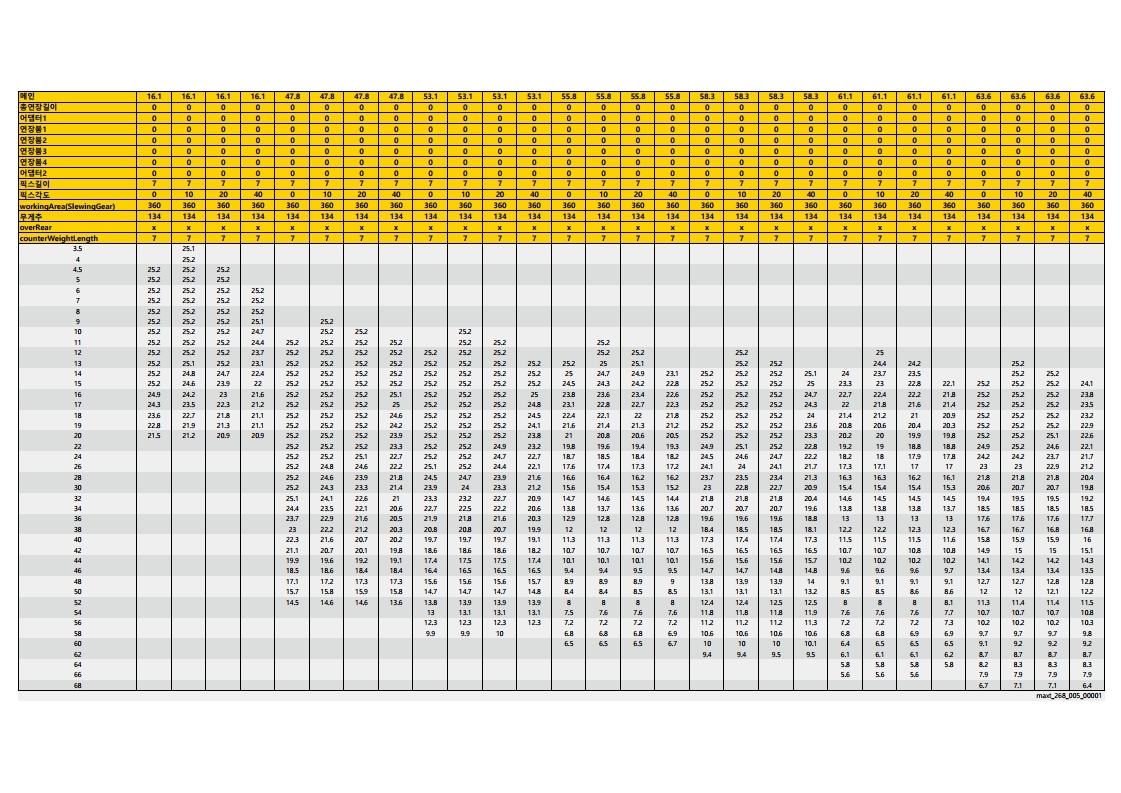 메인 16.1 16.1 16.1 16.1 47.8 47.8 47.8 47.8 53.1 53.1 53.1 53.1 55.8 55.8 55.8 55.8 58.3 58.3 58.3 58.3 61.1 61.1 61.1 61.1 63.6 63.6 63.6 63.6
총연장길이 0 0 0 0 0 0 0 0 0 0 0 0 0 0 0 0 0 0 0 0 0 0 0 0 0 0 0 0
어댑터1 0 0 0 0 0 0 0 0 0 0 0 0 0 0 0 0 0 0 0 0 0 0 0 0 0 0 0 0
연장붐1 0 0 0 0 0 0 0 0 0 0 0 0 0 0 0 0 0 0 0 0 0 0 0 0 0 0 0 0
연장붐2 0 0 0 0 0 0 0 0 0 0 0 0 0 0 0 0 0 0 0 0 0 0 0 0 0 0 0 0
연장붐3 0 0 0 0 0 0 0 0 0 0 0 0 0 0 0 0 0 0 0 0 0 0 0 0 0 0 0 0
연장붐4 0 0 0 0 0 0 0 0 0 0 0 0 0 0 0 0 0 0 0 0 0 0 0 0 0 0 0 0
어댑터2 0 0 0 0 0 0 0 0 0 0 0 0 0 0 0 0 0 0 0 0 0 0 0 0 0 0 0 0
픽스길이 7 7 7 7 7 7 7 7 7 7 7 7 7 7 7 7 7 7 7 7 7 7 7 7 7 7 7 7
픽스각도 0 10 20 40 0 10 20 40 0 10 20 40 0 10 20 40 0 10 20 40 0 10 20 40 0 10 20 40
workingArea(SlewingGear) 360 360 360 360 360 360 360 360 360 360 360 360 360 360 360 360 360 360 360 360 360 360 360 360 360 360 360 360
무게추 134 134 134 134 134 134 134 134 134 134 134 134 134 134 134 134 134 134 134 134 134 134 134 134 134 134 134 134
overRear x x x x x x x x x x x x x x x x x x x x x x x x x x x x
counterWeightLength 7 7 7 7 7 7 7 7 7 7 7 7 7 7 7 7 7 7 7 7 7 7 7 7 7 7 7 7
3.5 25.1
4 25.2
4.5 25.2 25.2 25.2
5 25.2 25.2 25.2
6 25.2 25.2 25.2 25.2
7 25.2 25.2 25.2 25.2
8 25.2 25.2 25.2 25.2
9 25.2 25.2 25.2 25.1 25.2
10 25.2 25.2 25.2 24.7 25.2 25.2 25.2
11 25.2 25.2 25.2 24.4 25.2 25.2 25.2 25.2 25.2 25.2 25.2
12 25.2 25.2 25.2 23.7 25.2 25.2 25.2 25.2 25.2 25.2 25.2 25.2 25.2 25.2 25
13 25.2 25.1 25.2 23.1 25.2 25.2 25.2 25.2 25.2 25.2 25.2 25.2 25.2 25 25.1 25.2 25.2 24.4 24.2 25.2
14 25.2 24.8 24.7 22.4 25.2 25.2 25.2 25.2 25.2 25.2 25.2 25.2 25 24.7 24.9 23.1 25.2 25.2 25.2 25.1 24 23.7 23.5 25.2 25.2
15 25.2 24.6 23.9 22 25.2 25.2 25.2 25.2 25.2 25.2 25.2 25.2 24.5 24.3 24.2 22.8 25.2 25.2 25.2 25 23.3 23 22.8 22.1 25.2 25.2 25.2 24.1
16 24.9 24.2 23 21.6 25.2 25.2 25.2 25.1 25.2 25.2 25.2 25 23.8 23.6 23.4 22.6 25.2 25.2 25.2 24.7 22.7 22.4 22.2 21.8 25.2 25.2 25.2 23.8
17 24.3 23.5 22.3 21.2 25.2 25.2 25.2 25 25.2 25.2 25.2 24.8 23.1 22.8 22.7 22.3 25.2 25.2 25.2 24.3 22 21.8 21.6 21.4 25.2 25.2 25.2 23.5
18 23.6 22.7 21.8 21.1 25.2 25.2 25.2 24.6 25.2 25.2 25.2 24.5 22.4 22.1 22 21.8 25.2 25.2 25.2 24 21.4 21.2 21 20.9 25.2 25.2 25.2 23.2
19 22.8 21.9 21.3 21.1 25.2 25.2 25.2 24.2 25.2 25.2 25.2 24.1 21.6 21.4 21.3 21.2 25.2 25.2 25.2 23.6 20.8 20.6 20.4 20.3 25.2 25.2 25.2 22.9
20 21.5 21.2 20.9 20.9 25.2 25.2 25.2 23.9 25.2 25.2 25.2 23.8 21 20.8 20.6 20.5 25.2 25.2 25.2 23.3 20.2 20 19.9 19.8 25.2 25.2 25.1 22.6
22 25.2 25.2 25.2 23.3 25.2 25.2 24.9 23.2 19.8 19.6 19.4 19.3 24.9 24.9 24.9 22.5 19.2 19 18.8 18.8 24.9 25.2 24.6 22.1
24 25.2 25.2 25.1 22.7 25.2 25.2 24.7 22.7 18.7 18.5 18.4 18.2 24.5 24.6 24.7 22 18.2 18 17.9 17.8 24.2 24.2 23.7 21.7
26 25.2 24.8 24.6 22.2 25.1 25.2 24.4 22.1 17.6 17.4 17.3 17.2 24.1 24 24.1 21.7 17.3 17.1 17 17 23 23 22.9 21.2
28 25.2 24.6 23.9 21.8 24.5 24.7 23.9 21.6 16.6 16.4 16.2 16.2 23.7 23.5 23.4 21.3 16.3 16.3 16.2 16.1 21.8 21.8 21.8 20.4
30 25.2 24.3 23.3 21.4 23.9 24 23.3 21.2 15.6 15.4 15.3 15.2 23 22.8 22.7 20.9 15.4 15.4 15.4 15.3 20.6 20.7 20.7 19.8
32 25.1 24.1 22.6 21 23.3 23.2 22.7 20.9 14.7 14.6 14.5 14.4 21.8 21.8 21.8 20.4 14.6 14.5 14.5 14.5 19.4 19.5 19.5 19.2
34 24.4 23.5 22.1 20.6 22.7 22.5 22.2 20.6 13.8 13.7 13.6 13.6 20.7 20.7 20.7 19.6 13.8 13.8 13.8 13.7 18.5 18.5 18.6 18.5
36 23.7 22.9 21.6 20.5 21.9 21.8 21.6 20.3 12.9 12.8 12.8 12.8 19.6 19.6 19.6 18.8 13 13 13 13 17.6 17.6 17.6 17.7
38 23 22.2 21.2 20.3 20.8 20.8 20.7 19.9 12 12 12 12 18.4 18.5 18.5 18.1 12.2 12.2 12.3 12.3 16.7 16.7 16.8 16.8
40 22.3 21.6 20.7 20.2 19.7 19.7 19.7 19.1 11.3 11.3 11.3 11.3 17.3 17.4 17.4 17.3 11.5 11.5 11.6 11.6 15.8 15.9 15.9 16
42 21.1 20.7 20.1 19.8 18.6 18.6 18.6 18.2 10.7 10.7 10.7 10.7 16.5 16.5 16.5 16.5 10.7 10.7 10.8 10.8 14.9 15 15 15.1
44 19.9 19.6 19.2 19.1 17.4 17.5 17.5 17.4 10.1 10.1 10.1 10.1 15.6 15.6 15.6 15.7 10.2 10.2 10.2 10.2 14.1 14.2 14.2 14.3
46 18.5 18.6 18.4 18.4 16.4 16.5 16.5 16.5 9.4 9.4 9.5 9.5 14.7 14.7 14.8 14.8 9.6 9.6 9.6 9.7 13.4 13.4 13.4 13.5
48 17.1 17.2 17.3 17.3 15.6 15.6 15.6 15.7 8.9 8.9 8.9 9 13.8 13.9 13.9 14 9.1 9.1 9.1 9.1 12.7 12.7 12.8 12.8
50 15.7 15.8 15.9 15.8 14.7 14.7 14.7 14.8 8.4 8.4 8.5 8.5 13.1 13.1 13.1 13.2 8.5 8.5 8.6 8.6 12 12 12.1 12.2
52 14.5 14.6 14.6 13.6 13.8 13.9 13.9 13.9 8 8 8 8 12.4 12.4 12.5 12.5 8 8 8 8.1 11.3 11.4 11.4 11.5
54 13 13.1 13.1 13.1 7.5 7.6 7.6 7.6 11.8 11.8 11.8 11.9 7.6 7.6 7.6 7.7 10.7 10.7 10.7 10.8
56 12.3 12.3 12.3 12.3 7.2 7.2 7.2 7.2 11.2 11.2 11.2 11.3 7.2 7.2 7.2 7.3 10.2 10.2 10.2 10.3
58 9.9 9.9 10 6.8 6.8 6.8 6.9 10.6 10.6 10.6 10.6 6.8 6.8 6.9 6.9 9.7 9.7 9.7 9.8
60 6.5 6.5 6.6 6.7 10 10 10 10.1 6.4 6.5 6.5 6.5 9.1 9.2 9.2 9.2
62 9.4 9.4 9.5 9.5 6.1 6.1 6.1 6.2 8.7 8.7 8.7 8.7
64 5.8 5.8 5.8 5.8 8.2 8.3 8.3 8.3
66 5.6 5.6 5.6 7.9 7.9 7.9 7.9
68 6.7 7.1 7.1 6.4
maxt_268_005_00001